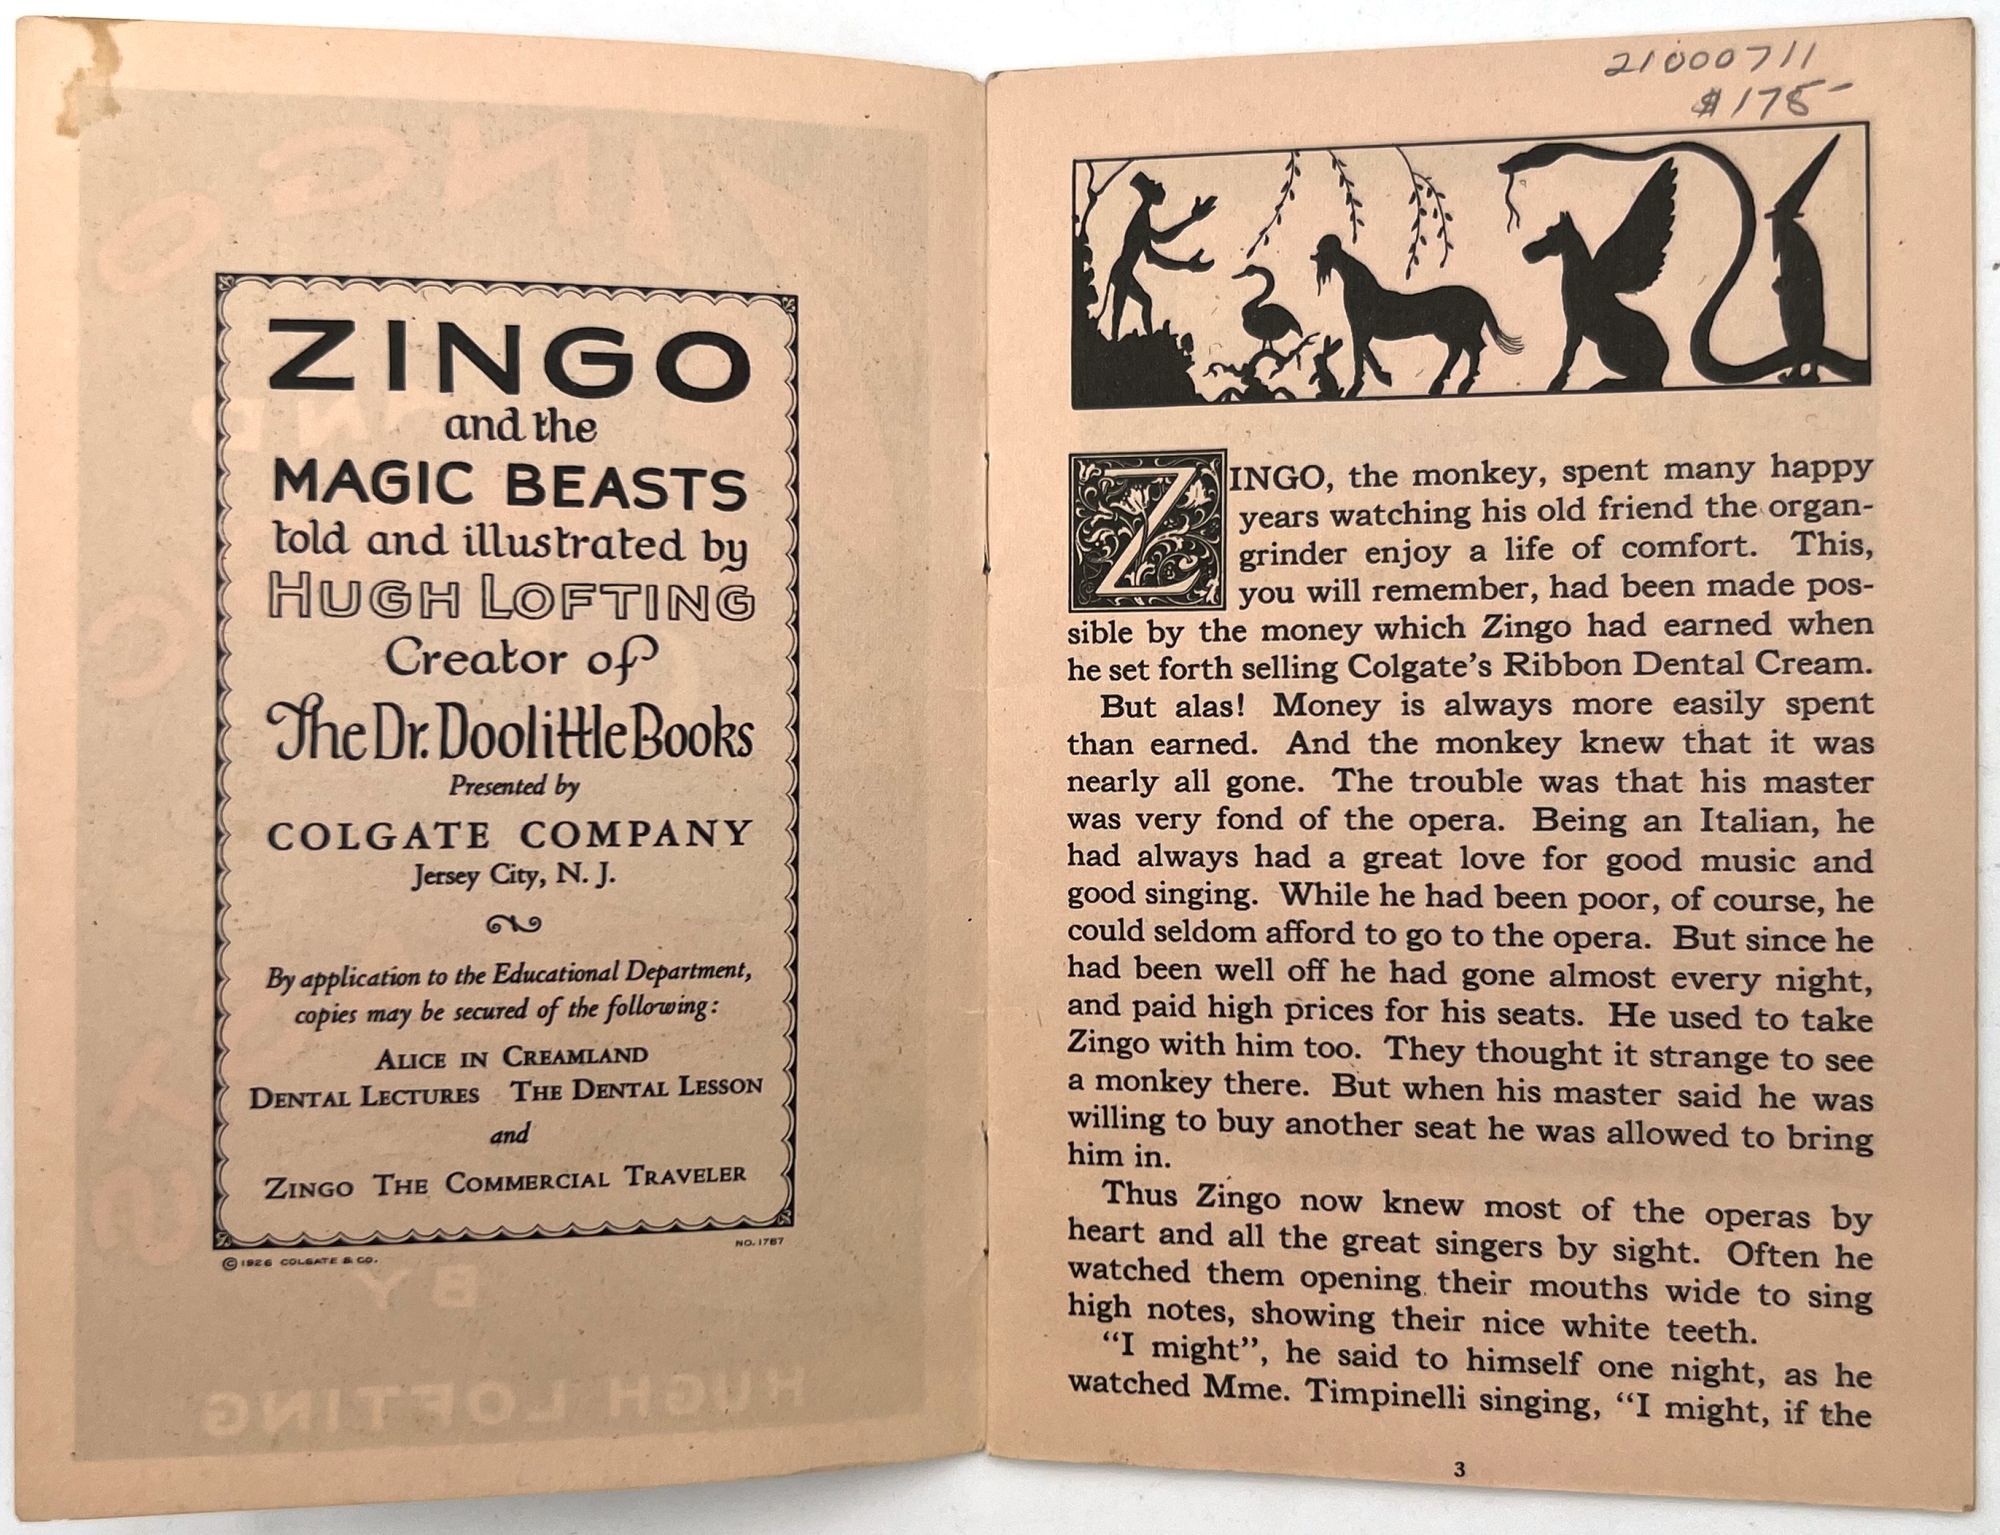 ZINGO
and the
MAGIC BEASTS
told and illustrated by
HUGH LOFTING
Creator of
The Dr. Doolittle Books
Presented by
COLGATE COMPANY
Jersey City, N. J.
By application to the Educational Department,
copies may be secured of the following:
ALICE IN CREAMLAND
DENTAL LECTURES THE DENTAL LESSON
and
ZINGO THE COMMERCIAL TRAVELER
NO. 1787
© 1926 COLGATE & CO.
BY
HUGH LOFTING
21000711
$175-
ZINGO, the monkey, spent many happy
years watching his old friend the organ-
grinder enjoy a life of comfort. This,
you will remember, had been made pos-
sible by the money which Zingo had earned when
he set forth selling Colgate's Ribbon Dental Cream.
But alas! Money is always more easily spent
than earned. And the monkey knew that it was
nearly all gone. The trouble was that his master
was very fond of the opera. Being an Italian, he
had always had a great love for good music and
good singing. While he had been poor, of course, he
could seldom afford to go to the opera. But since he
had been well off he had gone almost every night,
and paid high prices for his seats. He used to take
Zingo with him too. They thought it strange to see
a monkey there. But when his master said he was
willing to buy another seat he was allowed to bring
him in.
Thus Zingo now knew most of the operas by
heart and all the great singers by sight. Often he
watched them opening their mouths wide to sing
high notes, showing their nice white teeth.
"I might", he said to himself one night, as he
watched Mme. Timpinelli singing, "I might, if the
3